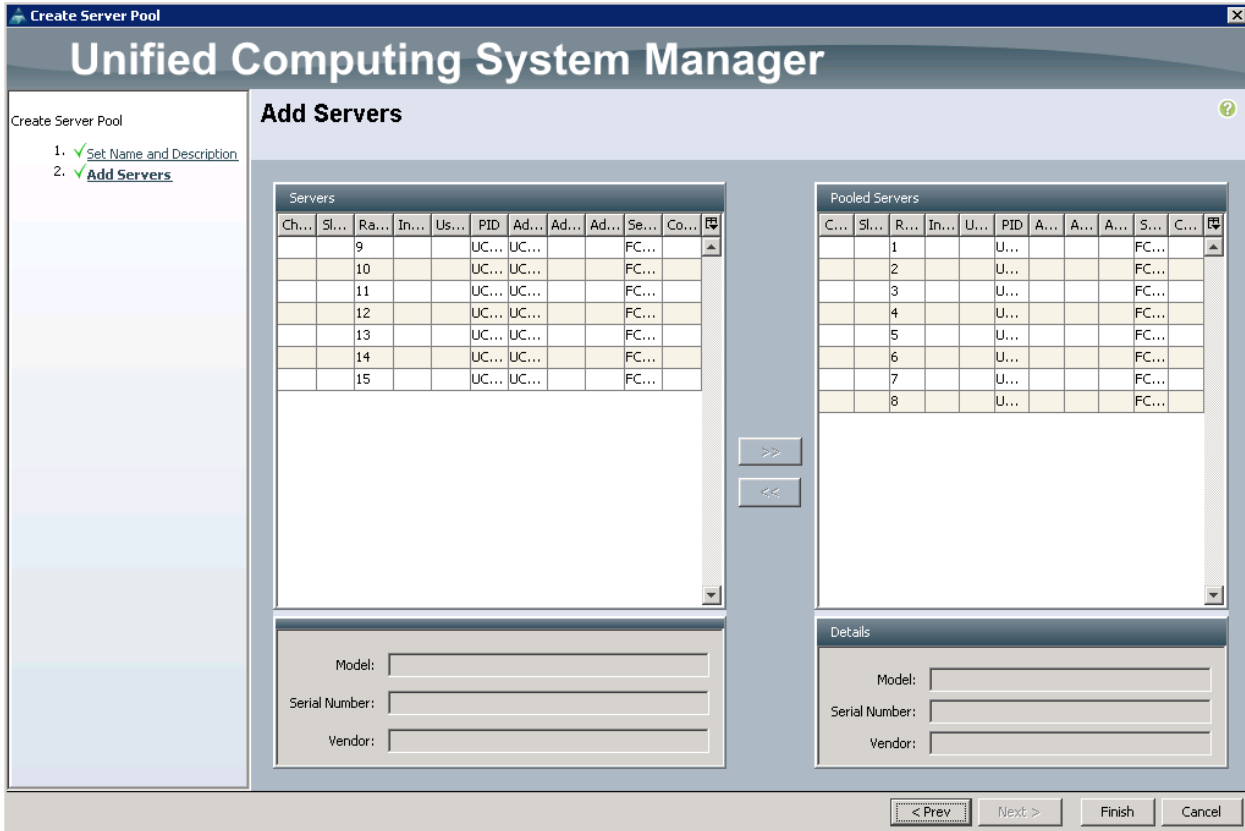 Create Server Pool
Unified Computing System Manager
Create Server Pool
1. Set Name and Description
2. Add Servers
Add Servers
Servers
Ch... Sl... Ra... In... Us... PID Ad... Ad... Ad... Se... Co...
9 UC... UC... FC...
10 UC... UC... FC...
11 UC... UC... FC...
12 UC... UC... FC...
13 UC... UC... FC...
14 UC... UC... FC...
15 UC... UC... FC...
Model:
Serial Number:
Vendor:
>>
<<
Pooled Servers
C... Sl... R... In... U... PID A... A... A... S... C...
1 U... FC...
2 U... FC...
3 U... FC...
4 U... FC...
5 U... FC...
6 U... FC...
7 U... FC...
8 U... FC...
Details
Model:
Serial Number:
Vendor:
< Prev Next > Finish Cancel